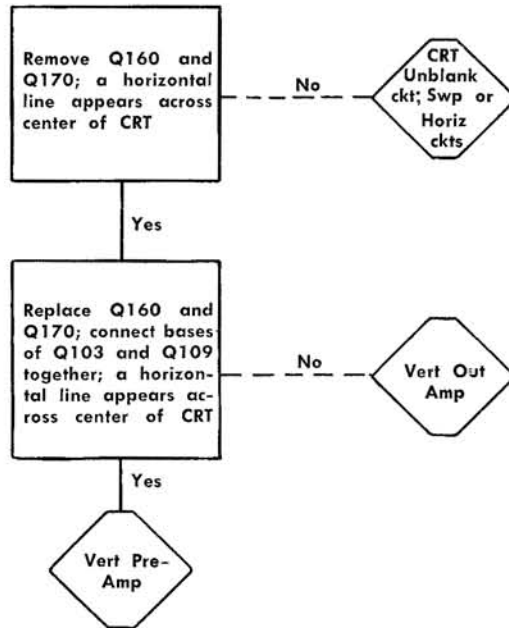 Remove Q160 and
Q170; a horizontal
line appears across
center of CRT
No
CRT
Unblank
ckt; Swp or
Horiz
ckts
Yes
Replace Q160 and
Q170; connect bases
of Q103 and Q109
together; a horizon-
tal line appears ac-
ross center of CRT
No
Vert Out
Amp
Yes
Vert Pre-
Amp